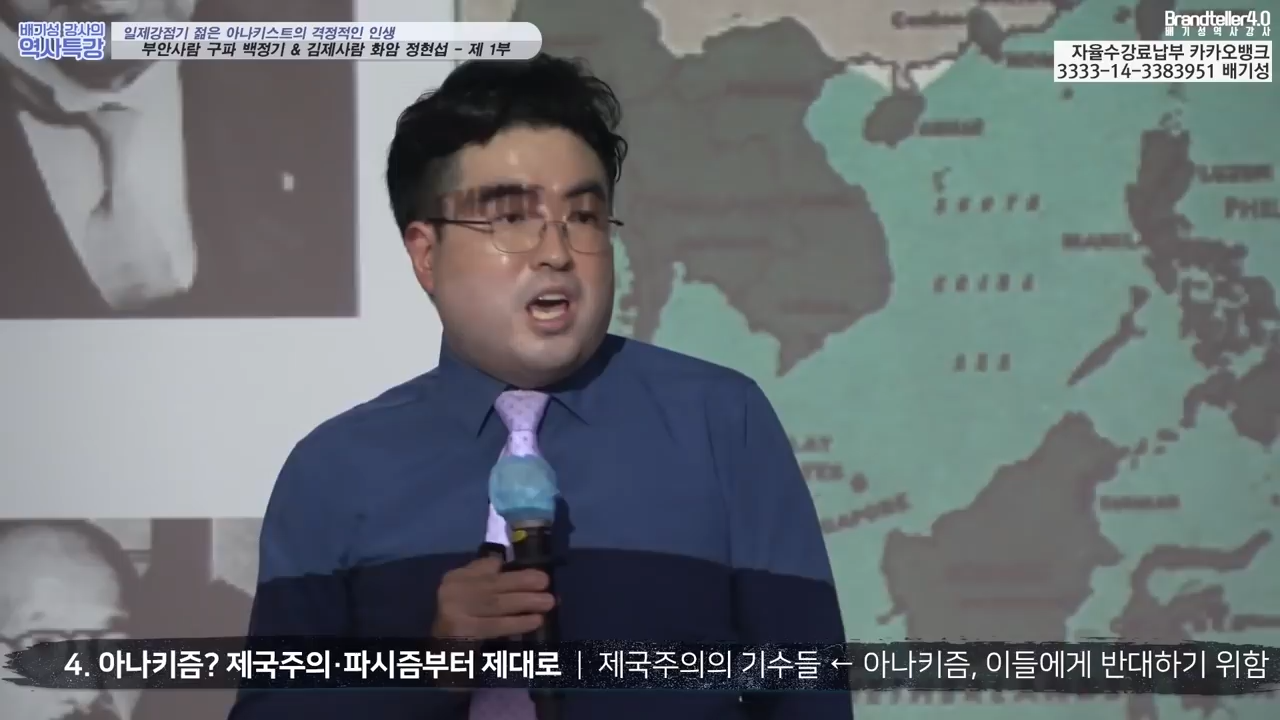 배기성 강사의
역사특강
일제강점기 젊은 아나키스트의 격정적인 인생
부안사람 구파 백정기 & 김제사람 화암 정현섭 - 제 1부
Brandteller4.0
배기성역사강사
자율수강료납부 카카오뱅크
3333-14-3383951 배기성
SOUTH
CHINA
SEA
LUZON
4. 아나키즘? 제국주의·파시즘부터 제대로 | 제국주의의 기수들 ← 아나키즘, 이들에게 반대하기 위함